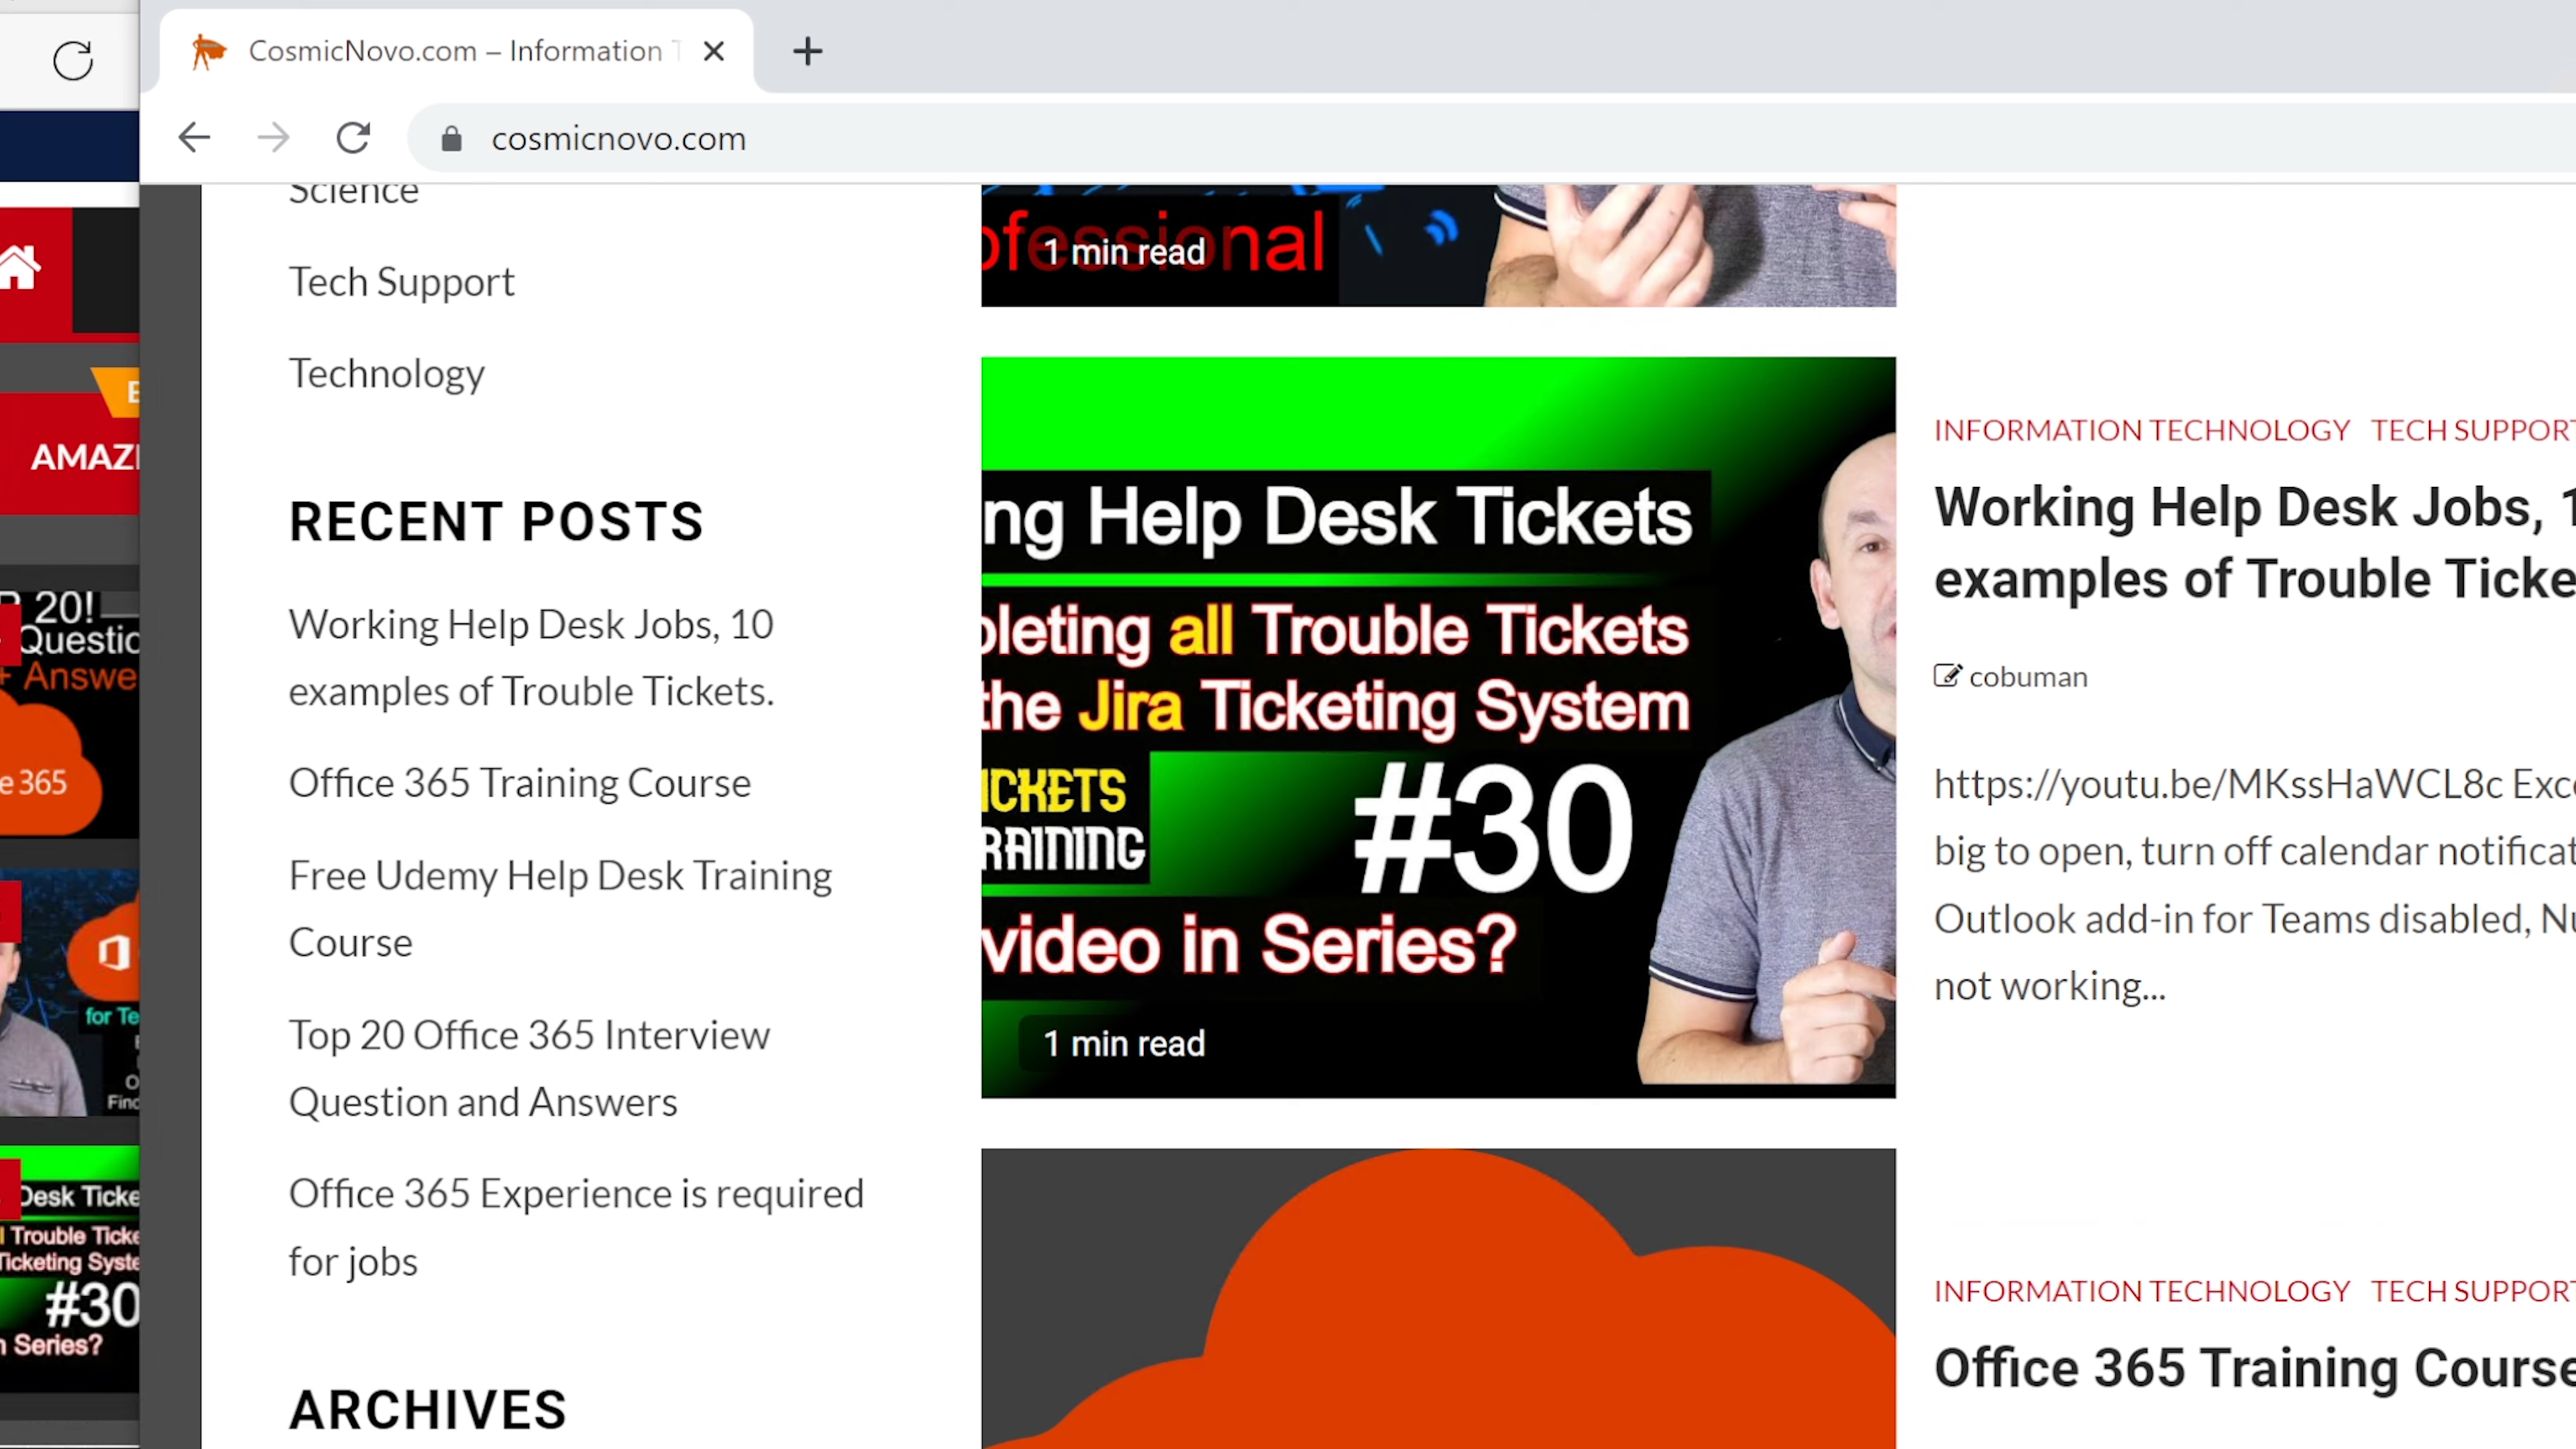 CosmicNovo.com – Information
cosmicnovo.com
AMAZ
20!
Questio
+ Answe
e 365
for Te
Find
Desk Ticke
Trouble Ticke
Ticketing Syste
#30
n Series?
Science
Tech Support
Technology
RECENT POSTS
Working Help Desk Jobs, 10
examples of Trouble Tickets.
Office 365 Training Course
Free Udemy Help Desk Training
Course
Top 20 Office 365 Interview
Question and Answers
Office 365 Experience is required
for jobs
ARCHIVES
ofessional
1 min read
ng Help Desk Tickets
pleting all Trouble Tickets
the Jira Ticketing System
ICKETS
RAINING
#30
video in Series?
1 min read
INFORMATION TECHNOLOGY TECH SUPPORT
Working Help Desk Jobs, 1
examples of Trouble Ticke
cobuman
https://youtu.be/MKssHaWCL8c Exc
big to open, turn off calendar notificat
Outlook add-in for Teams disabled, Nu
not working...
INFORMATION TECHNOLOGY TECH SUPPORT
Office 365 Training Course